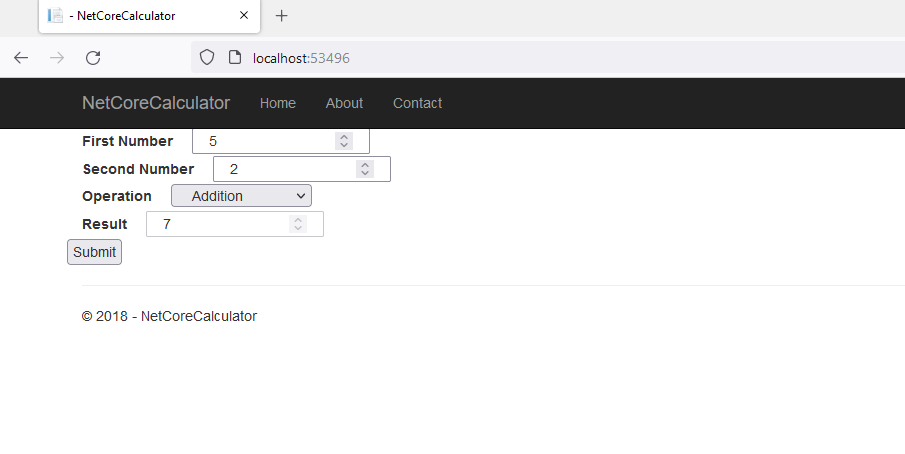 - NetCoreCalculator
localhost:53496
NetCoreCalculator Home About Contact
First Number 5
Second Number 2
Operation Addition
Result 7
Submit
© 2018 - NetCoreCalculator